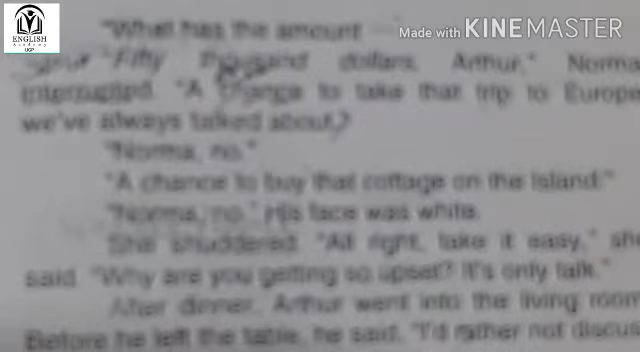 MY
ENGLISH
Academy
UGP
Made with KINEMASTER
"What has the amount
Fifty thousand dollars, Arthur," Norma
interrupted. "A chance to take that trip to Europe
we've always talked about?
"Norma, no."
"A chance to buy that cottage on the Island."
"Norma, no." His face was white.
She shuddered. "All right, take it easy," she
said. "Why are you getting so upset? It's only talk."
After dinner, Arthur went into the living room
Before he left the table, he said, "I'd rather not discus